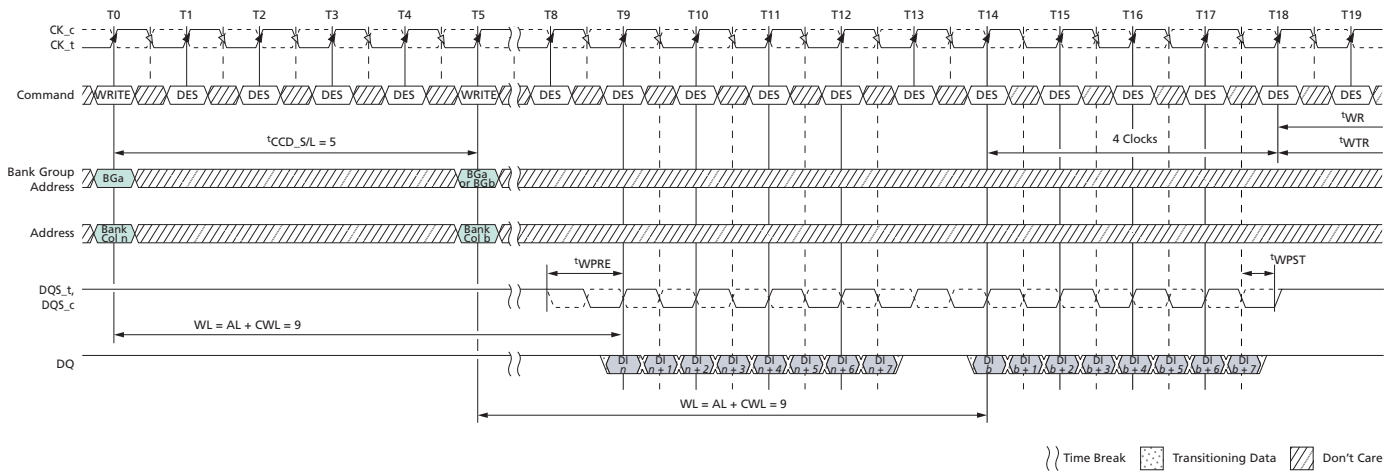 T0 T1 T2 T3 T4 T5 T8 T9 T10 T11 T12 T13 T14 T15 T16 T17 T18 T19
CK_c
CK_t
Command WRITE DES DES DES DES WRITE DES DES DES DES DES DES DES DES DES DES DES DES
tWR
tCCD_S/L = 5 4 Clocks tWTR
Bank Group
Address
BGa BGa
or BGb
Address Bank
Col n Bank
Col b
tWPRE tWPST
DQS_t,
DQS_c
WL = AL + CWL = 9
DQ DI
n DI
n + 1 DI
n + 2 DI
n + 3 DI
n + 4 DI
n + 5 DI
n + 6 DI
n + 7 DI
b DI
b + 1 DI
b + 2 DI
b + 3 DI
b + 4 DI
b + 5 DI
b + 6 DI
b + 7
WL = AL + CWL = 9
Time Break Transitioning Data Don't Care